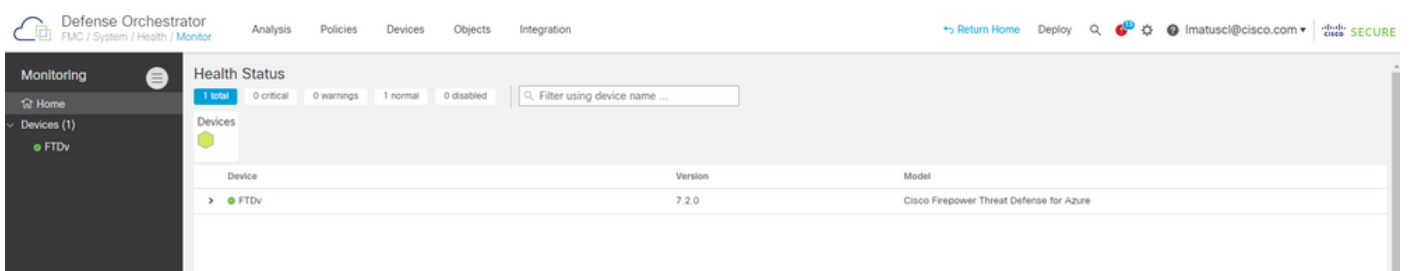 Defense Orchestrator
FMC / System / Health / Monitor
Analysis Policies Devices Objects Integration
Return Home Deploy 13 lmatuscl@cisco.com
cisco SECURE
Monitoring
Home
Devices (1)
FTDv
Health Status
1 total 0 critical 0 warnings 1 normal 0 disabled Filter using device name ...
Devices
Device Version Model
FTDv 7.2.0 Cisco Firepower Threat Defense for Azure